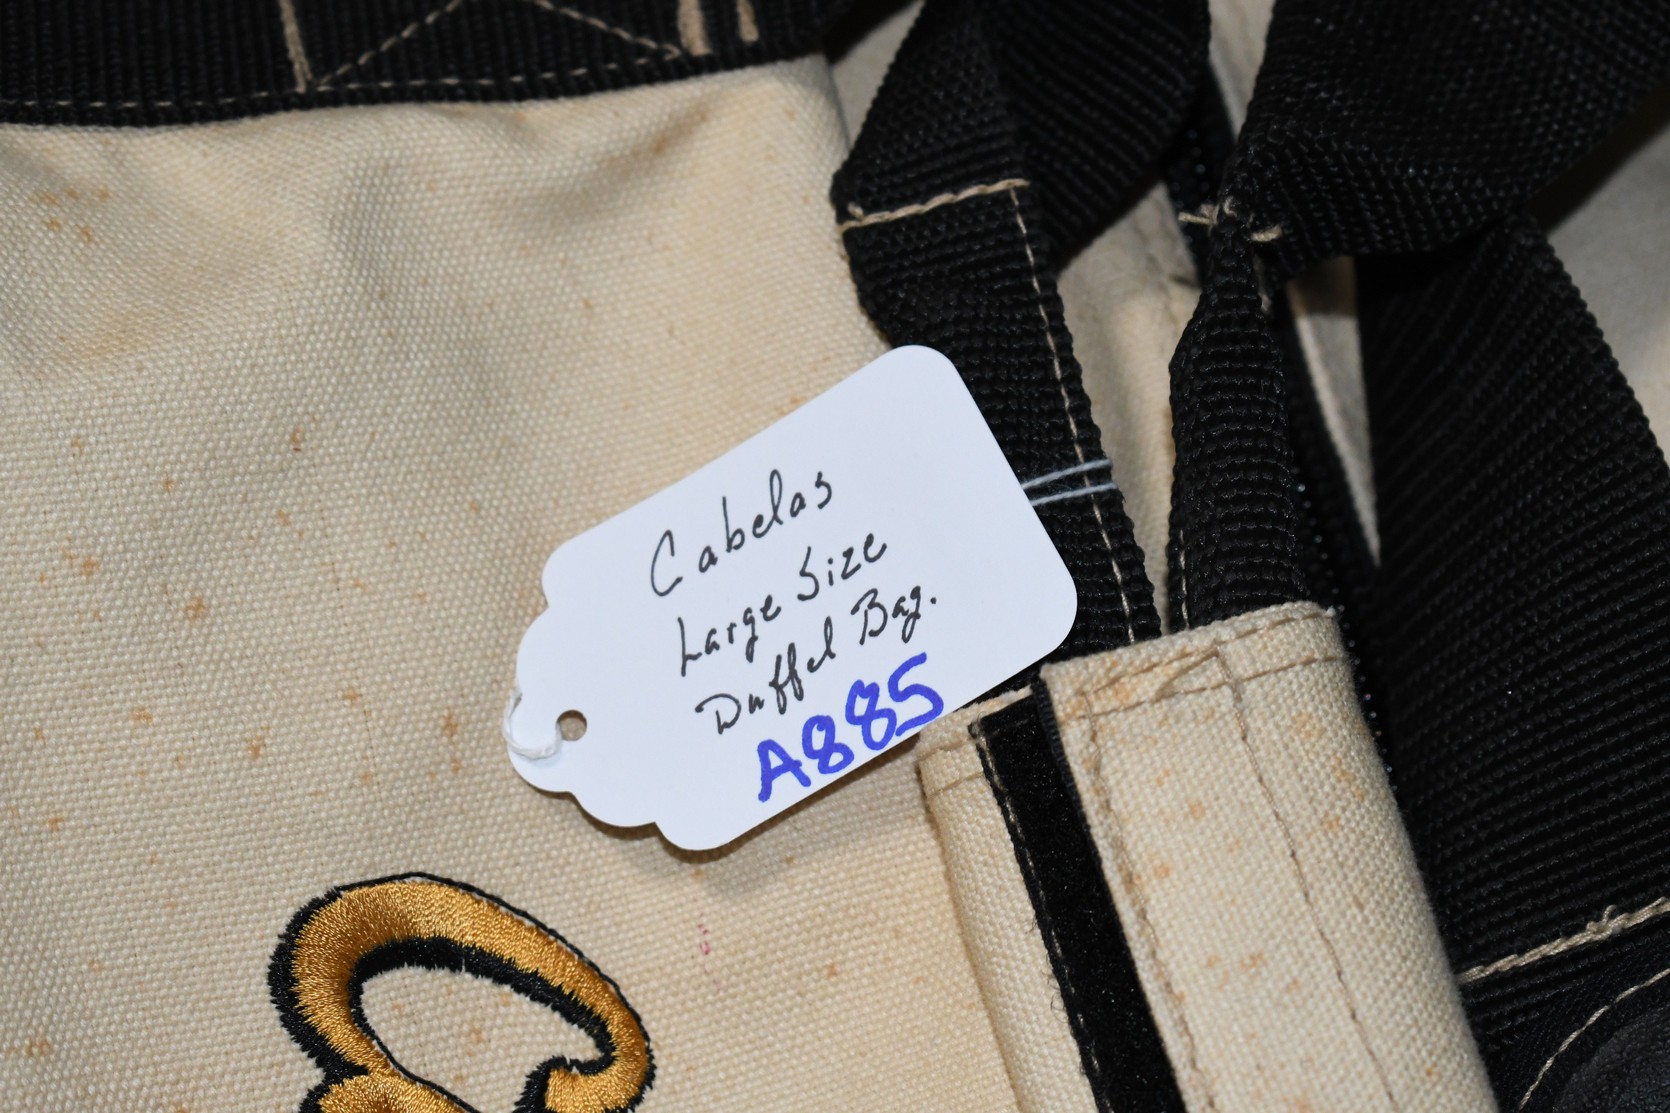 Cabelas
Large Size
Duffel Bag.
A885